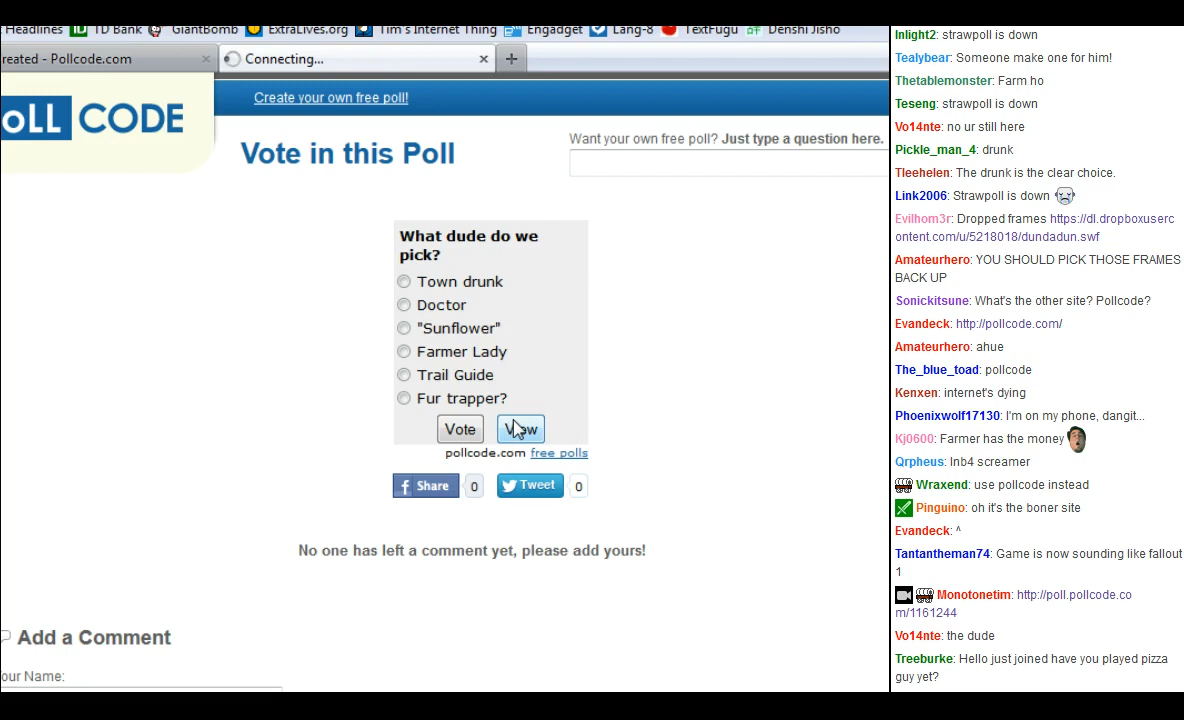 Headlines TD Bank GiantBomb ExtraLives.org Tim's Internet Thing Engadget Lang-8 TextFugu Denshi Jisho
reated - Pollcode.com Connecting...
oLL CODE
Create your own free poll!
Want your own free poll? Just type a question here.
Vote in this Poll
What dude do we
pick?
Town drunk
Doctor
"Sunflower"
Farmer Lady
Trail Guide
Fur trapper?
Vote
pollcode.com free polls
Share 0 Tweet 0
No one has left a comment yet, please add yours!
Add a Comment
our Name:
Inlight2: strawpoll is down
Tealybear: Someone make one for him!
Thetablemonster: Farm ho
Teseng: strawpoll is down
Vo14nte: no ur still here
Pickle_man_4: drunk
Tleehelen: The drunk is the clear choice.
Link2006: Strawpoll is down
Evilhom3r: Dropped frames https://dl.dropboxuserc
ontent.com/u/5218018/dundadun.swf
Amateurhero: YOU SHOULD PICK THOSE FRAMES
BACK UP
Sonickitsune: What's the other site? Pollcode?
Evandeck: http://pollcode.com/
Amateurhero: ahue
The_blue_toad: pollcode
Kenxen: internet's dying
Phoenixwolf17130: I'm on my phone, dangit...
Kj0600: Farmer has the money
Qrpheus: Inb4 screamer
Wraxend: use pollcode instead
Pinguino: oh it's the boner site
Evandeck: ^
Tantantheman74: Game is now sounding like fallout
1
Monotonetim: http://poll.pollcode.co
m/1161244
Vo14nte: the dude
Treeburke: Hello just joined have you played pizza
guy yet?